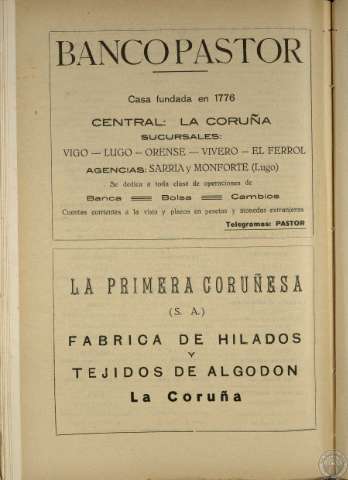 BANCO PASTOR
Casa fundada en 1776
CENTRAL: LA CORUÑA
SUCURSALES:
VIGO — LUGO — ORENSE — VIVERO — EL FERROL
AGENCIAS: SARRIA y MONFORTE (Lugo)
Se dedica a toda clase de operaciones de
Banca Bolsa Cambios
Cuentas corrientes a la vista y plazos en pesetas y monedas extranjeras
Telegramas: PASTOR
LA PRIMERA CORUÑESA
(S. A.)
FABRICA DE HILADOS
Y
TEJIDOS DE ALGODON
La Coruña